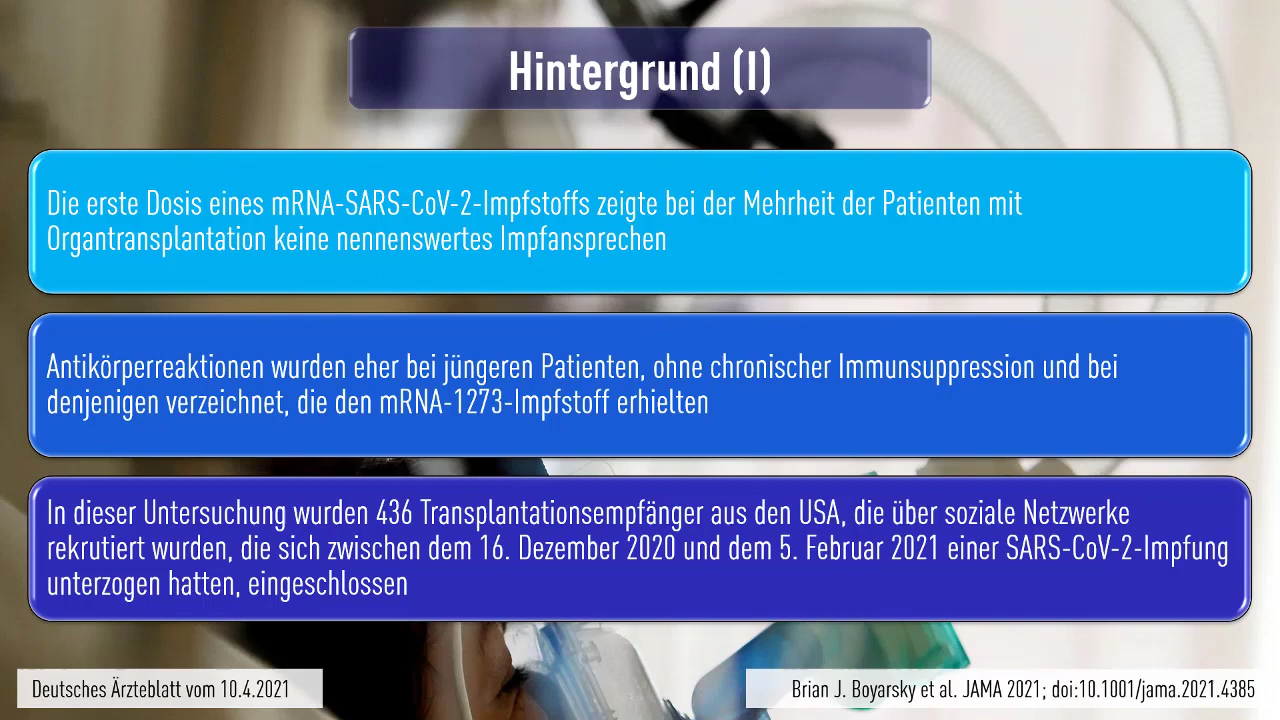 Hintergrund (I)
Die erste Dosis eines mRNA-SARS-CoV-2-Impfstoffs zeigte bei der Mehrheit der Patienten mit
Organtransplantation keine nennenswertes Impfansprechen
Antikörperreaktionen wurden eher bei jüngeren Patienten, ohne chronischer Immunsuppression und bei
denjenigen verzeichnet, die den mRNA-1273-Impfstoff erhielten
In dieser Untersuchung wurden 436 Transplantationsempfänger aus den USA, die über soziale Netzwerke
rekrutiert wurden, die sich zwischen dem 16. Dezember 2020 und dem 5. Februar 2021 einer SARS-CoV-2-Impfung
unterzogen hatten, eingeschlossen
Deutsches Ärzteblatt vom 10.4.2021
Brian J. Boyarsky et al. JAMA 2021; doi:10.1001/jama.2021.4385